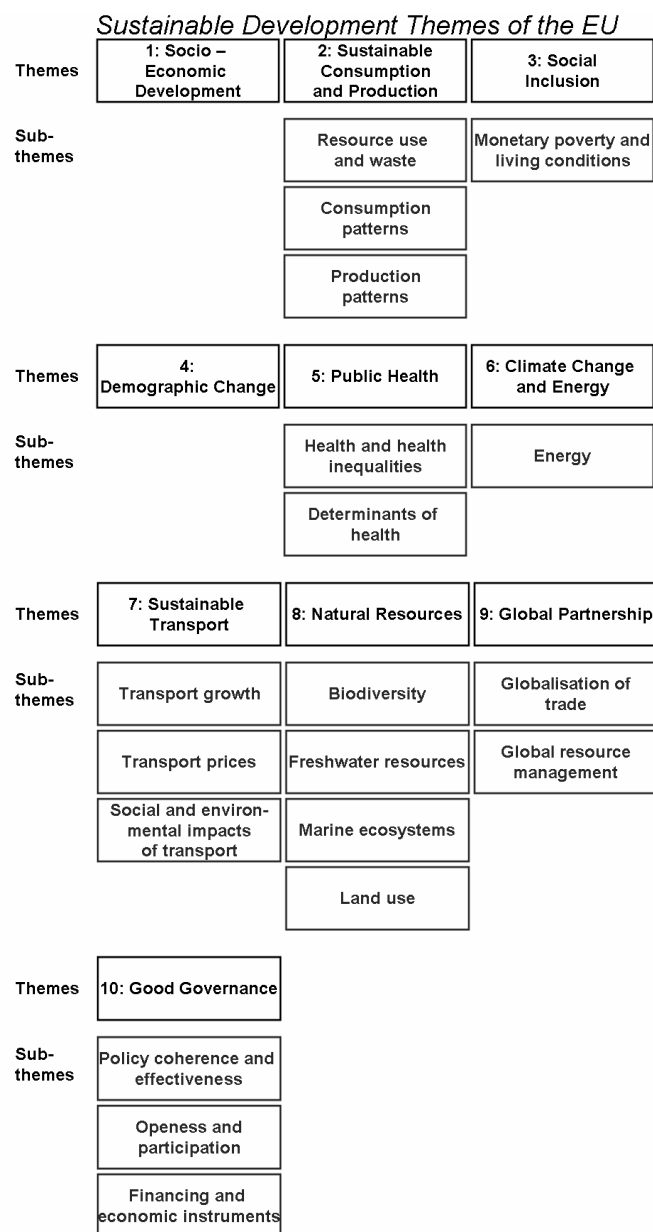 Sustainable Development Themes of the EU
Themes
1: Socio –
Economic
Development
2: Sustainable
Consumption
and Production
3: Social
Inclusion
Sub-
themes
Resource use
and waste
Monetary poverty and
living conditions
Consumption
patterns
Production
patterns
Themes
4:
Demographic Change
5: Public Health
6: Climate Change
and Energy
Sub-
themes
Health and health
inequalities
Energy
Determinants of
health
Themes
7: Sustainable
Transport
8: Natural Resources
9: Global Partnership
Sub-
themes
Transport growth
Biodiversity
Globalisation of
trade
Transport prices
Freshwater resources
Global resource
management
Social and environ-
mental impacts
of transport
Marine ecosystems
Land use
Themes
10: Good Governance
Sub-
themes
Policy coherence and
effectiveness
Openess and
participation
Financing and
economic instruments